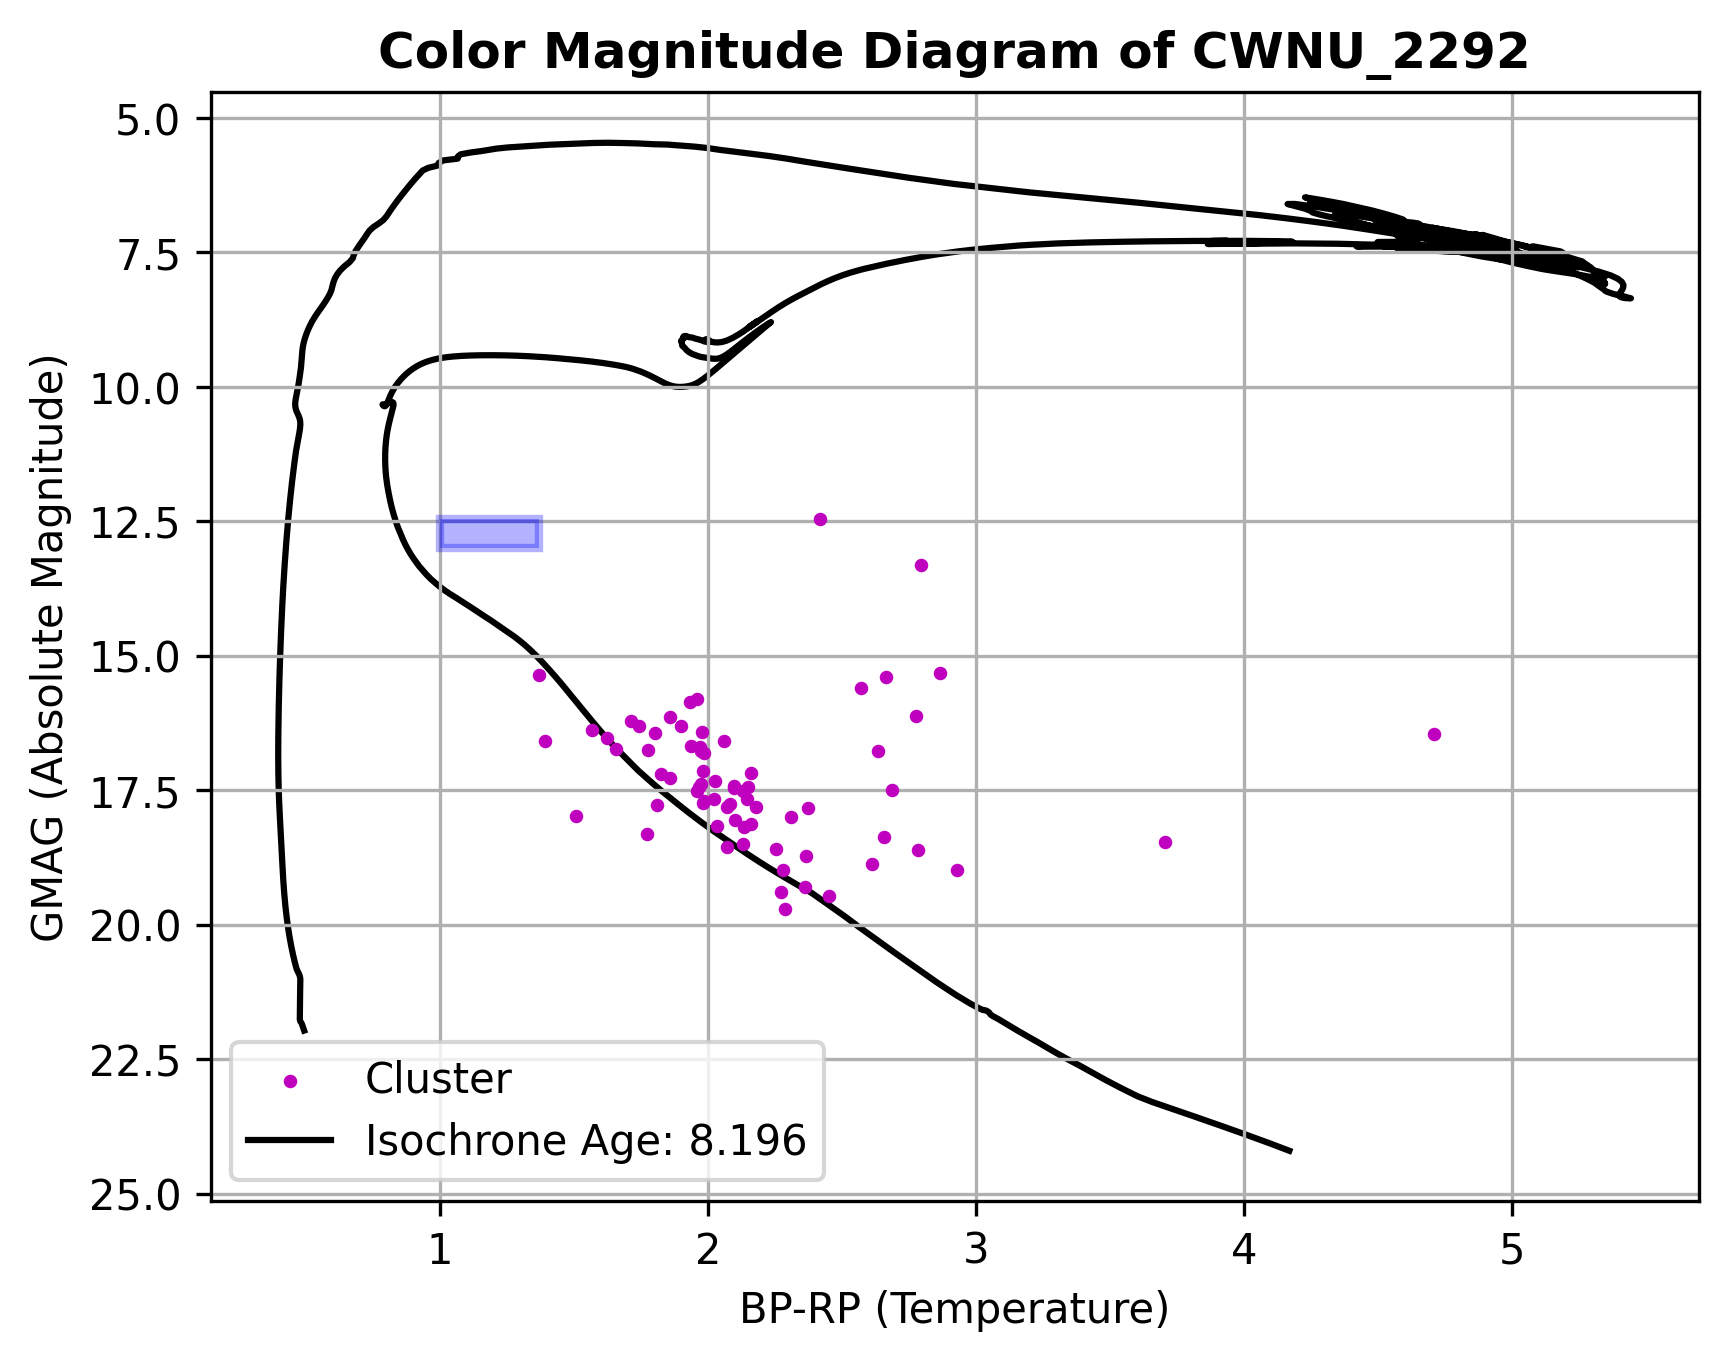 Color Magnitude Diagram of CWNU_2292
GMAG (Absolute Magnitude)
5.0
7.5
10.0
12.5
15.0
17.5
20.0
22.5
25.0
Cluster
Isochrone Age: 8.196
1 2 3 4 5
BP-RP (Temperature)